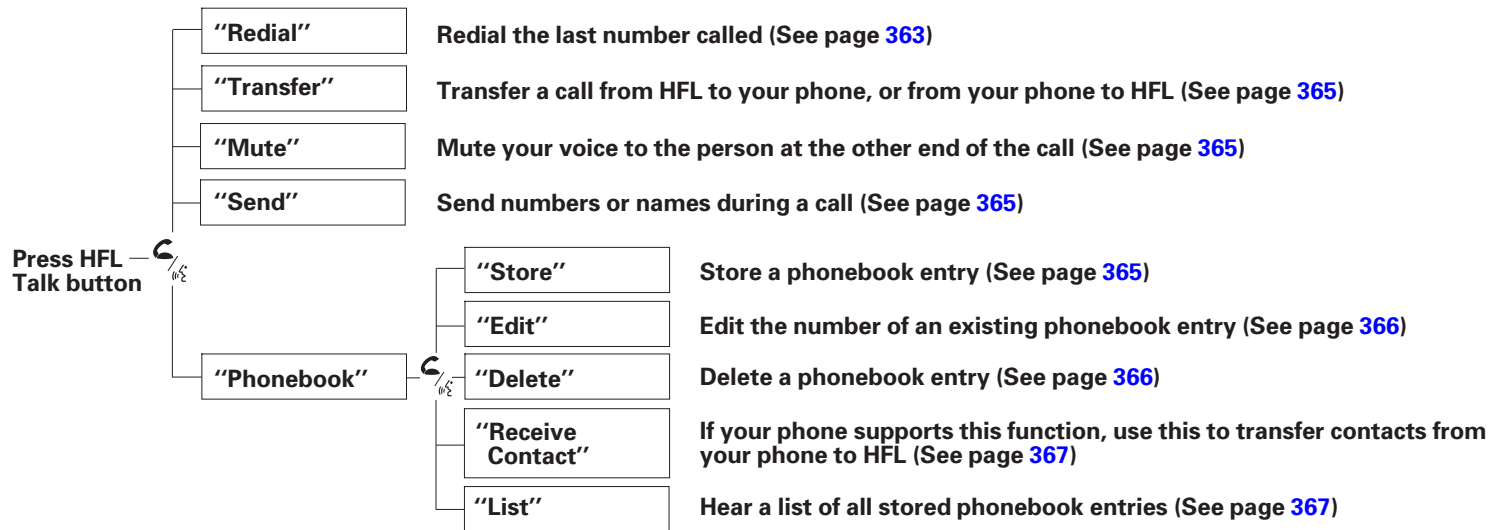 ‘‘Redial’’ Redial the last number called (See page 363)
‘‘Transfer’’ Transfer a call from HFL to your phone, or from your phone to HFL (See page 365)
‘‘Mute’’ Mute your voice to the person at the other end of the call (See page 365)
‘‘Send’’ Send numbers or names during a call (See page 365)
Press HFL
Talk button
‘‘Phonebook’’
‘‘Store’’ Store a phonebook entry (See page 365)
‘‘Edit’’ Edit the number of an existing phonebook entry (See page 366)
‘‘Delete’’ Delete a phonebook entry (See page 366)
‘‘Receive
Contact’’
If your phone supports this function, use this to transfer contacts from
your phone to HFL (See page 367)
‘‘List’’ Hear a list of all stored phonebook entries (See page 367)